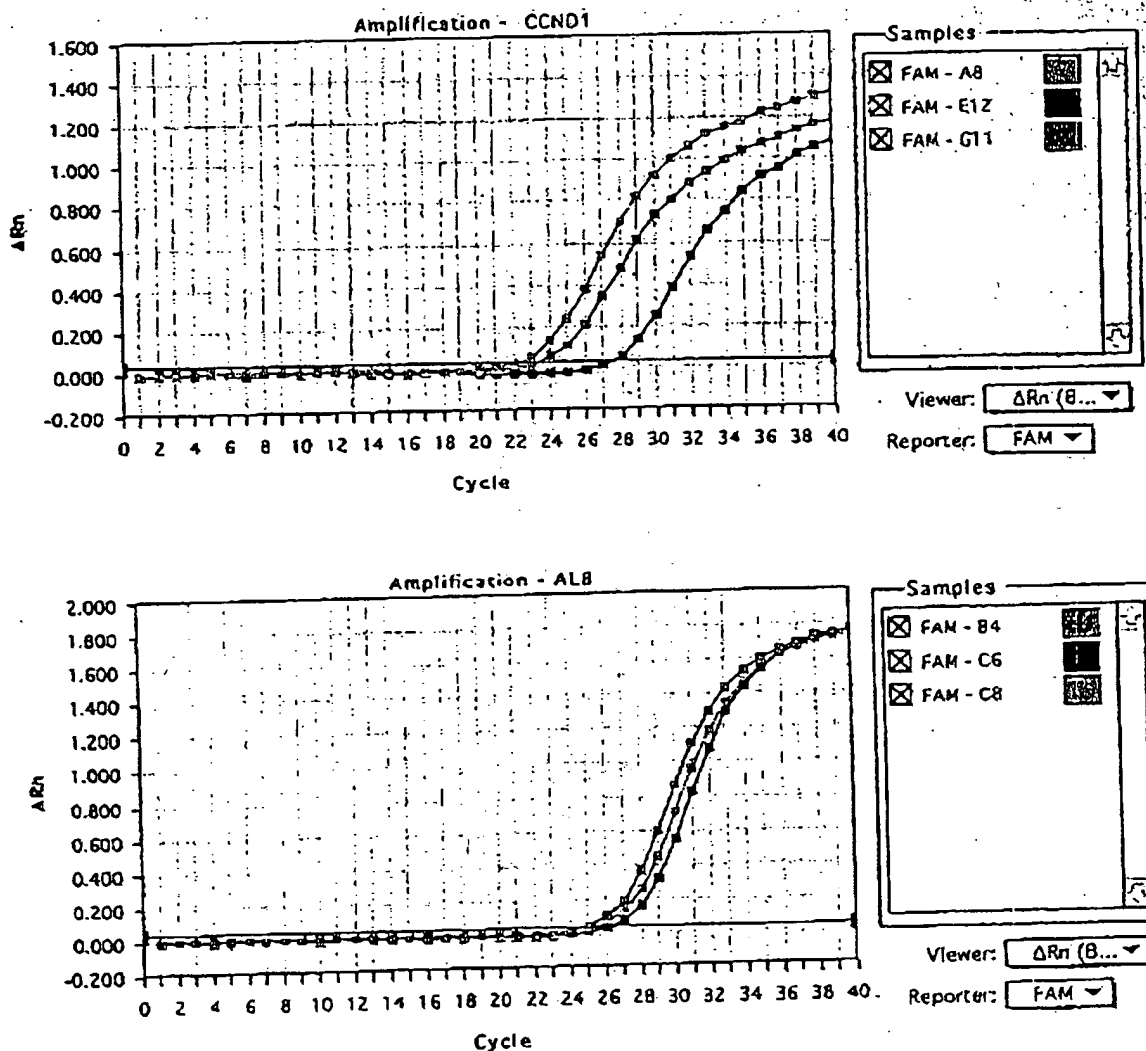 Amplification - CCND1
1.600
1.400
1.200
1.000
0.800
0.600
0.400
0.200
0.000
-0.200
ΔRn
0 2 4 6 8 10 12 14 16 18 20 22 24 26 28 30 32 34 36 38 40
Cycle
Samples
FAM - A8
FAM - E12
FAM - G11
Viewer: ΔRn (B...
Reporter: FAM
Amplification - ALB
2.000
1.800
1.600
1.400
1.200
1.000
0.800
0.600
0.400
0.200
0.000
-0.200
ΔRn
0 2 4 6 8 10 12 14 16 18 20 22 24 26 28 30 32 34 36 38 40
Cycle
Samples
FAM - B4
FAM - C6
FAM - C8
Viewer: ΔRn (B...
Reporter: FAM